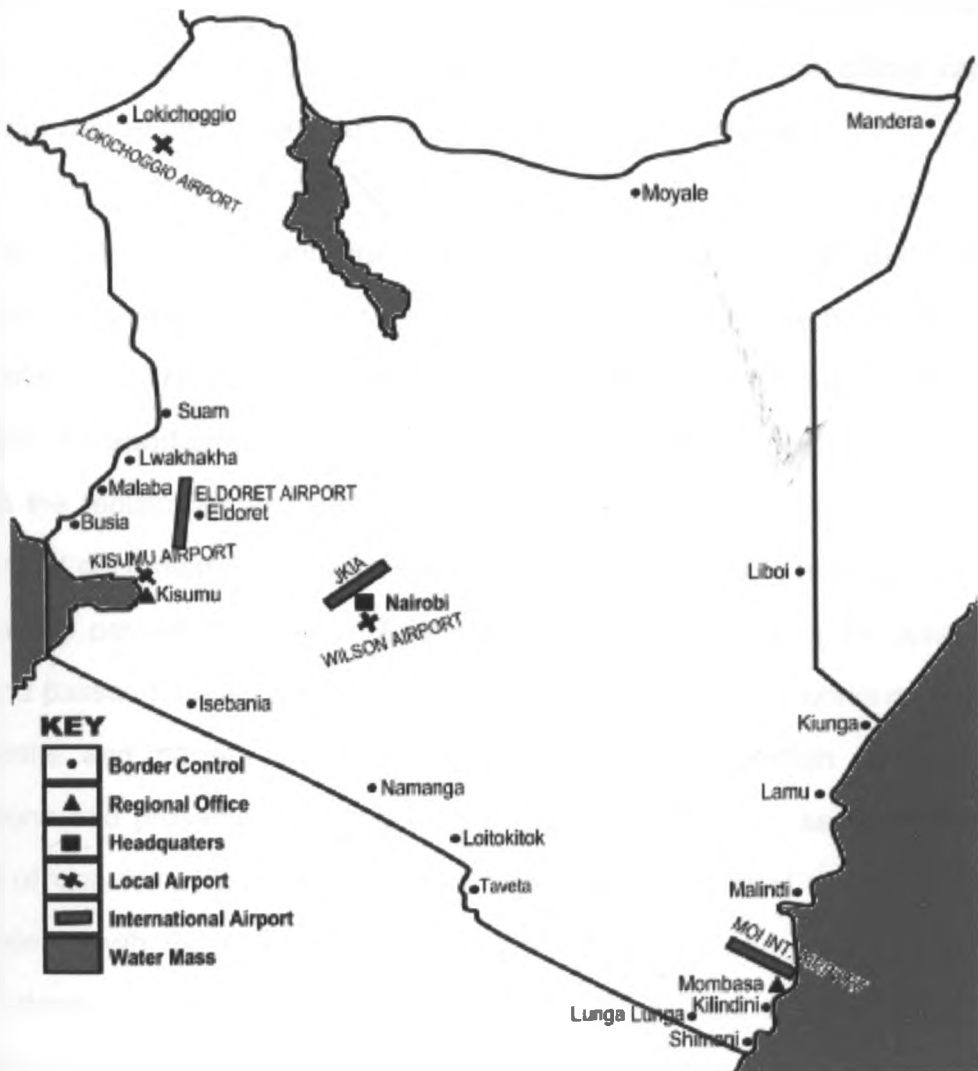 Lokichoggio
LOKICHOGGIO AIRPORT
Mandera
Moyale
Suam
Lwakhakha
Malaba
ELDORET AIRPORT
Eldoret
Busia
KISUMU AIRPORT
Kisumu
JKIA
Nairobi
WILSON AIRPORT
Liboi
Isebania
Kiunga
Namanga
Lamu
Loitokitok
Taveta
Malindi
MOI INT.
Mombasa
Kilindini
Lunga Lunga
KEY
Border Control
Regional Office
Headquaters
Local Airport
International Airport
Water Mass